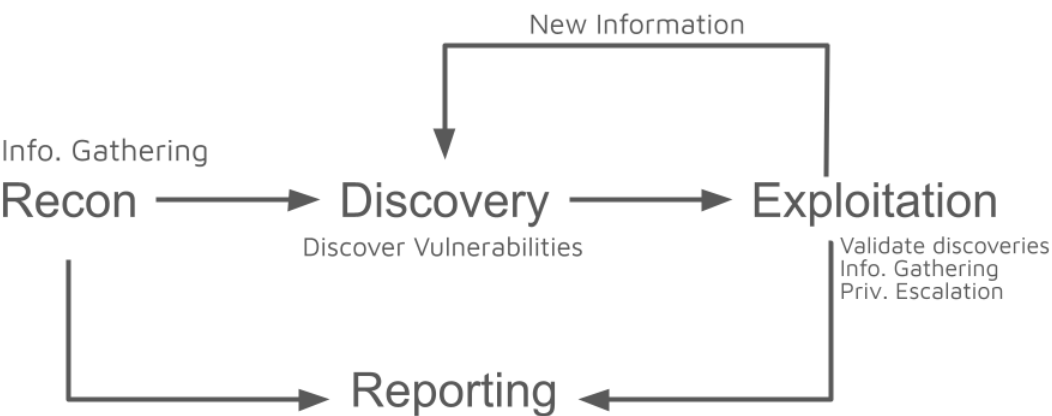 New Information
Info. Gathering
Recon
Discovery
Exploitation
Discover Vulnerabilities
Validate discoveries
Info. Gathering
Priv. Escalation
Reporting